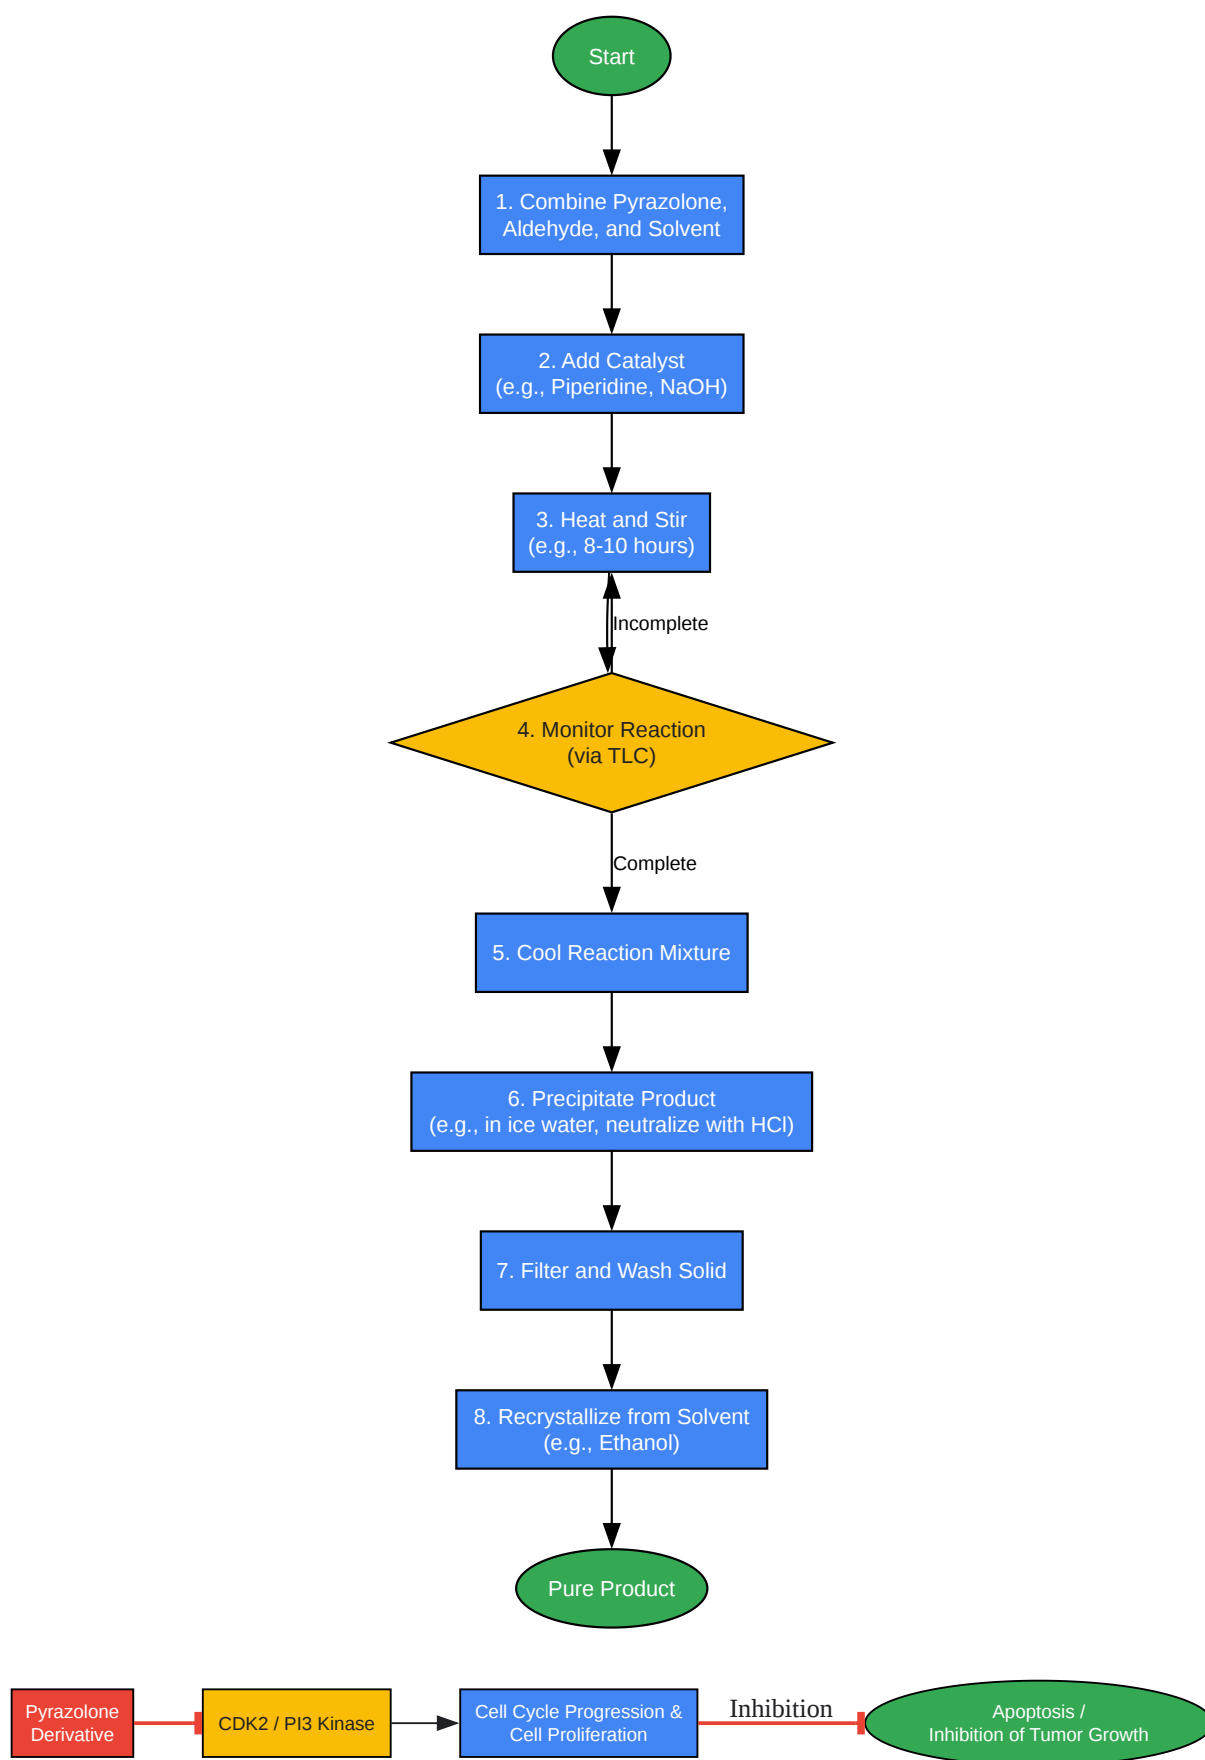 Start
1. Combine Pyrazolone,
Aldehyde, and Solvent
2. Add Catalyst
(e.g., Piperidine, NaOH)
3. Heat and Stir
(e.g., 8-10 hours)
Incomplete
4. Monitor Reaction
(via TLC)
Complete
5. Cool Reaction Mixture
6. Precipitate Product
(e.g., in ice water, neutralize with HCl)
7. Filter and Wash Solid
8. Recrystallize from Solvent
(e.g., Ethanol)
Pure Product
Pyrazolone
Derivative
CDK2 / PI3 Kinase
Cell Cycle Progression &
Cell Proliferation
Inhibition
Apoptosis /
Inhibition of Tumor Growth